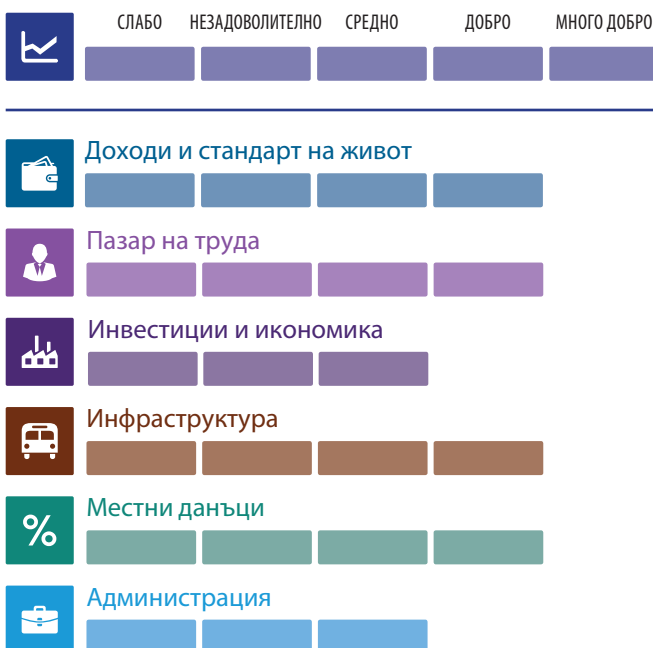 СЛАБО НЕЗАДОВОЛИТЕЛНО СРЕДНО ДОБРО МНОГО ДОБРО
Доходи и стандарт на живот
Пазар на труда
Инвестиции и икономика
Инфраструктура
Местни данъци
%
Администрация